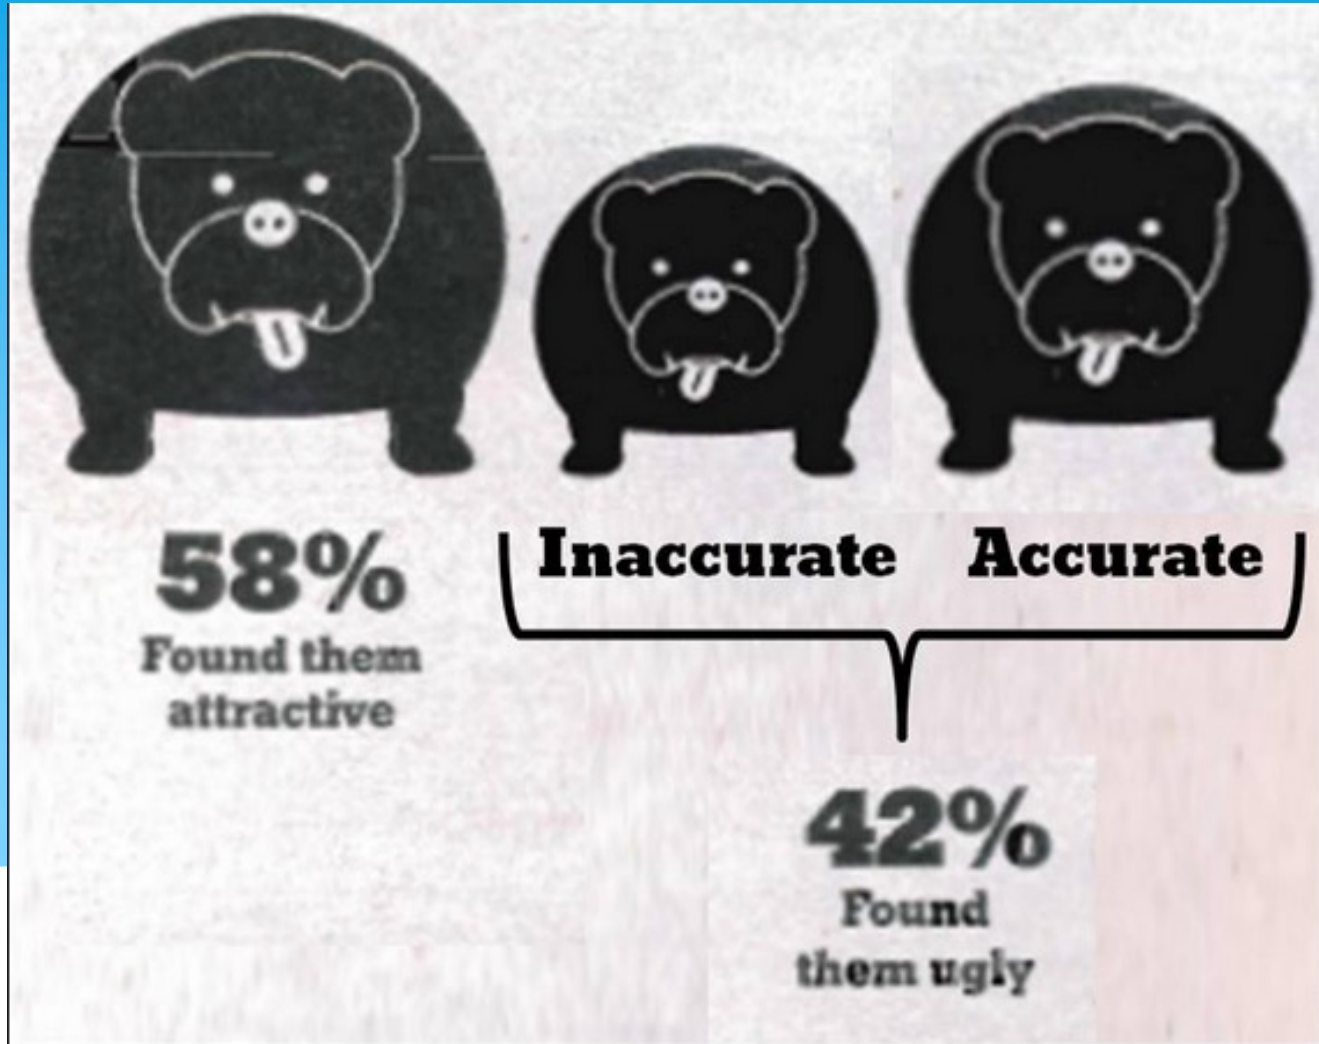 58%
Found them
attractive
Inaccurate Accurate
42%
Found
them ugly